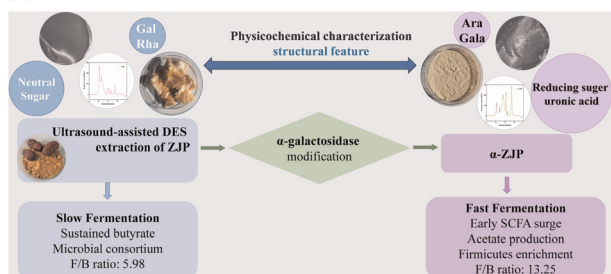 Gal
Rha
Neutral
Sugar
Physicochemical characterization
structural feature
Ara
Gala
Reducing suger
uronic acid
Ultrasound-assisted DES
extraction of ZJP
α-galactosidase
modification
α-ZJP
Slow Fermentation
Sustained butyrate
Microbial consortium
F/B ratio: 5.98
Fast Fermentation
Early SCFA surge
Acetate production
Firmicutes enrichment
F/B ratio: 13.25